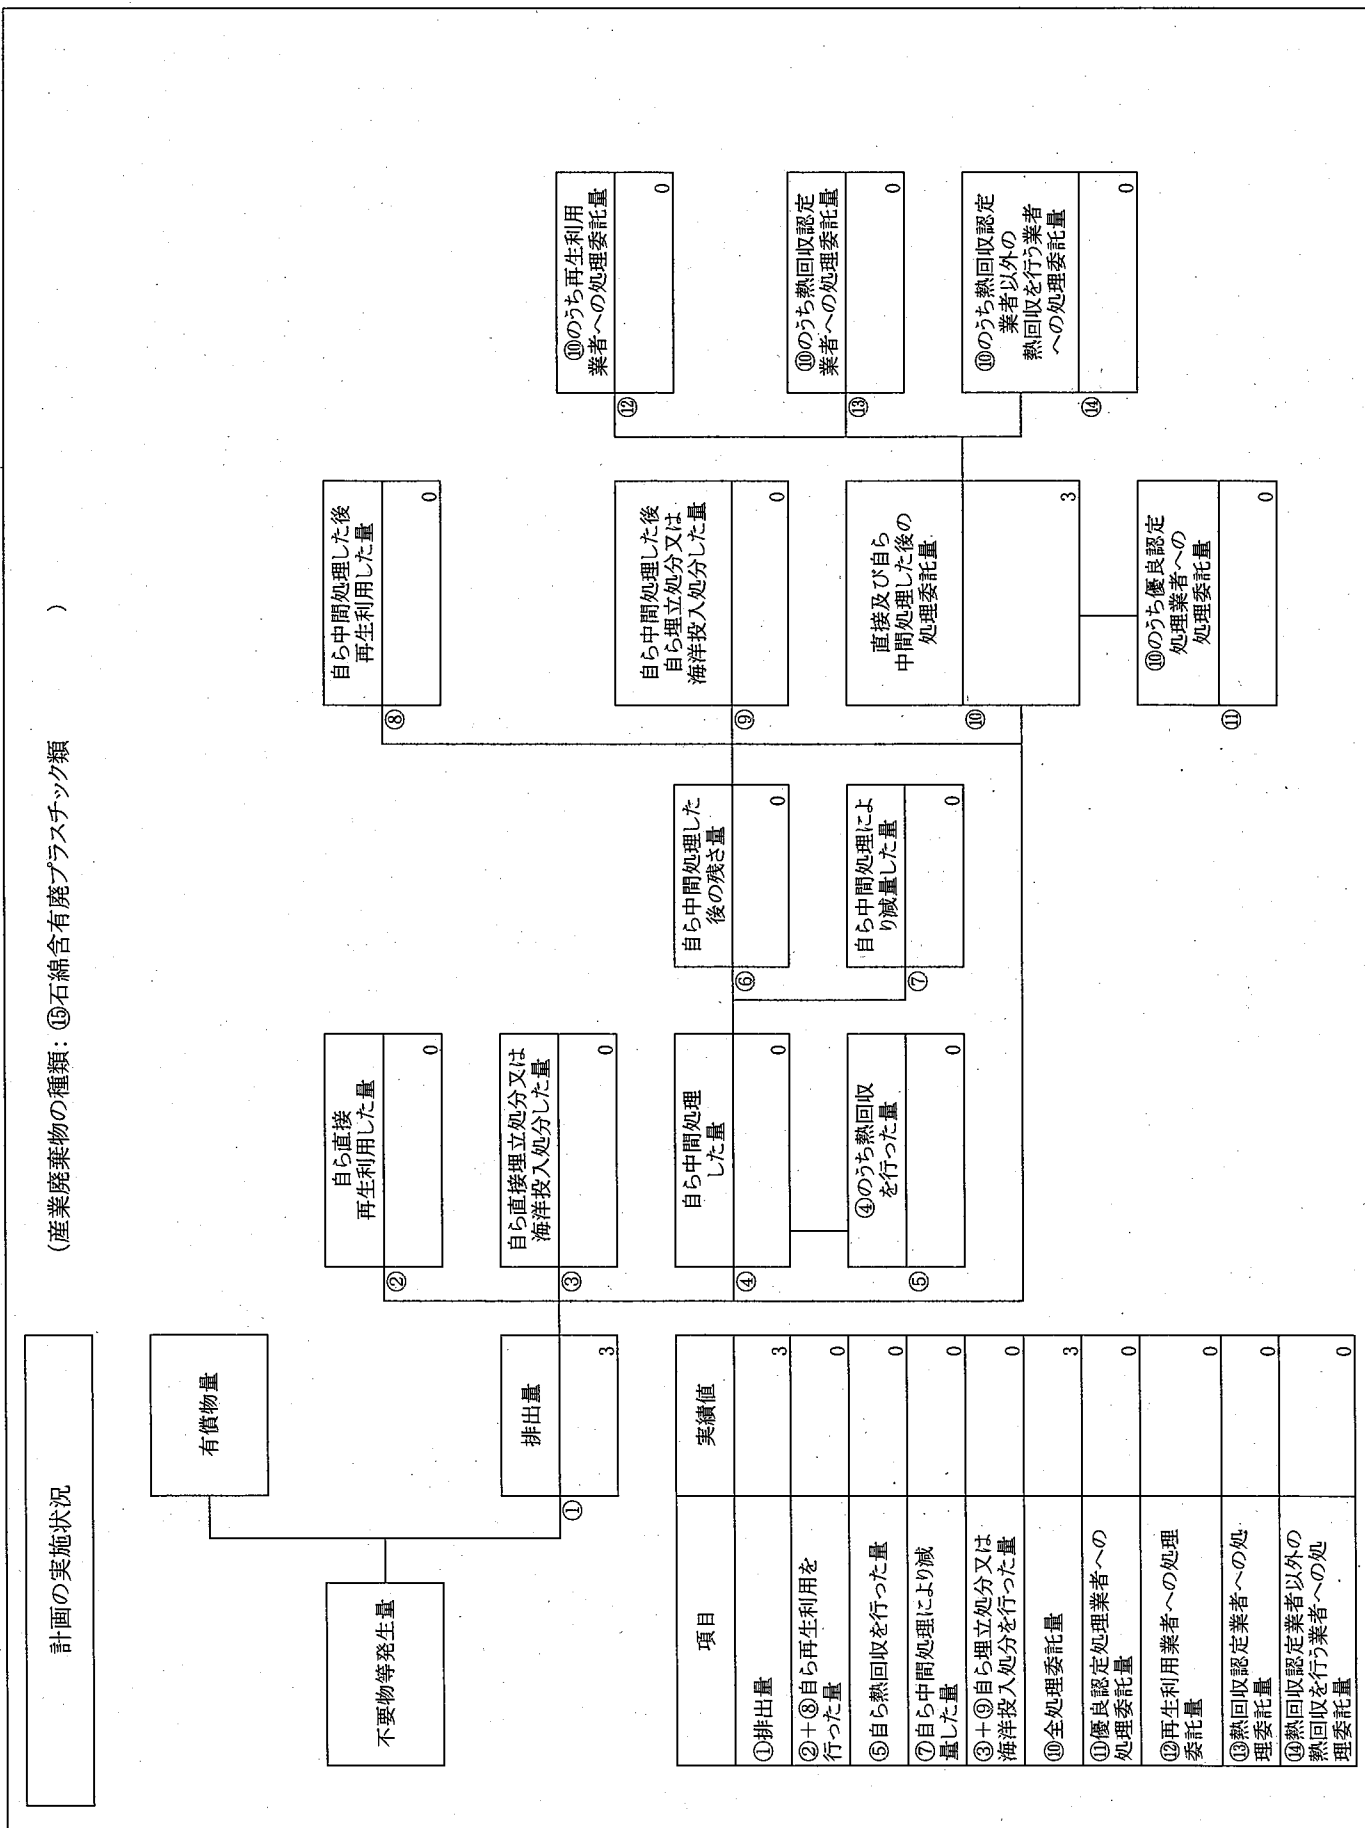 計画の実施状況
(産業廃棄物の種類：⑮石綿含有廃プラスチック類　　　　　)
不要物等発生量
有償物量
①
排出量
3
②
自ら直接
再生利用した量
0
③
自ら直接埋立処分又は
海洋投入処分した量
0
④
自ら中間処理
した量
0
⑤
④のうち熱回収
を行った量
0
⑥
自ら中間処理した
後の残さ量
0
⑦
自ら中間処理によ
り減量した量
0
⑧
自ら中間処理した後
再生利用した量
0
⑨
自ら中間処理した後
自ら埋立処分又は
海洋投入処分した量
0
⑩
直接及び自ら
中間処理した後の
処理委託量
3
⑪
⑩のうち優良認定
処理業者への
処理委託量
0
⑫
⑩のうち再生利用
業者への処理委託量
0
⑬
⑩のうち熱回収認定
業者への処理委託量
0
⑭
⑩のうち熱回収認定
業者以外の
熱回収を行う業者
への処理委託量
0
項目 実績値
①排出量 3
②＋⑧自ら再生利用を
行った量 0
⑤自ら熱回収を行った量 0
⑦自ら中間処理により減
量した量 0
③＋⑨自ら埋立処分又は
海洋投入処分を行った量 0
⑩全処理委託量 3
⑪優良認定処理業者への
処理委託量 0
⑫再生利用業者への処理
委託量 0
⑬熱回収認定業者への処
理委託量 0
⑭熱回収認定業者以外の
熱回収を行う業者への処
理委託量 0